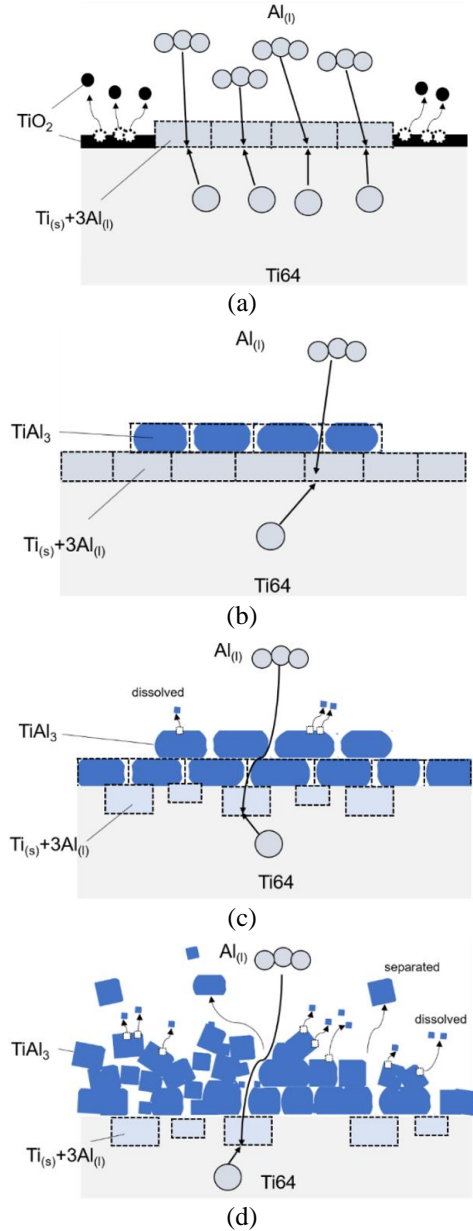 Al(l)
TiO2
Ti(s)+3Al(l)
Ti64
(a)
Al(l)
TiAl3
Ti(s)+3Al(l)
Ti64
(b)
Al(l)
dissolved
TiAl3
Ti(s)+3Al(l)
Ti64
(c)
Al(l)
separated
dissolved
TiAl3
Ti(s)+3Al(l)
Ti64
(d)